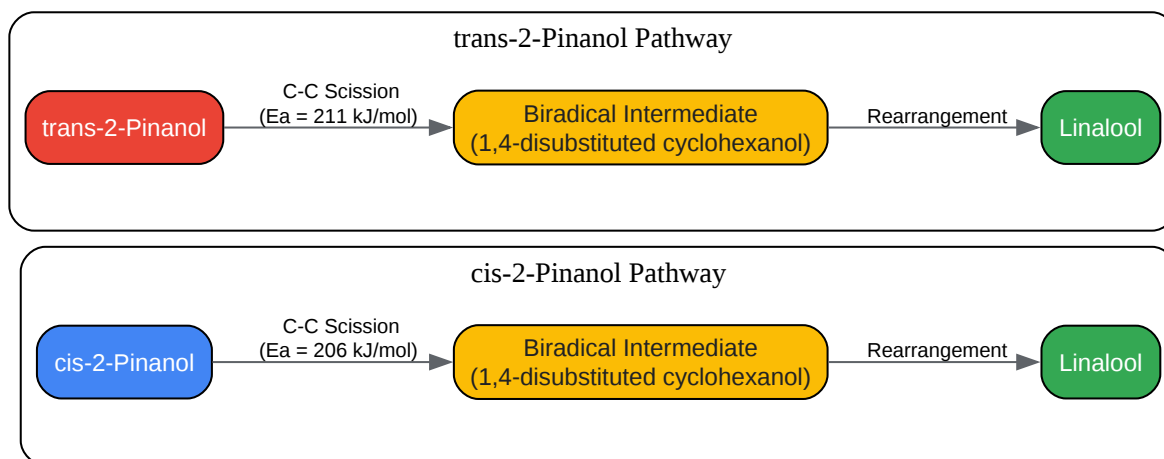 trans-2-Pinanol Pathway
trans-2-Pinanol
C-C Scission
(Ea = 211 kJ/mol)
Biradical Intermediate
(1,4-disubstituted cyclohexanol)
Rearrangement
Linalool
cis-2-Pinanol Pathway
cis-2-Pinanol
C-C Scission
(Ea = 206 kJ/mol)
Biradical Intermediate
(1,4-disubstituted cyclohexanol)
Rearrangement
Linalool